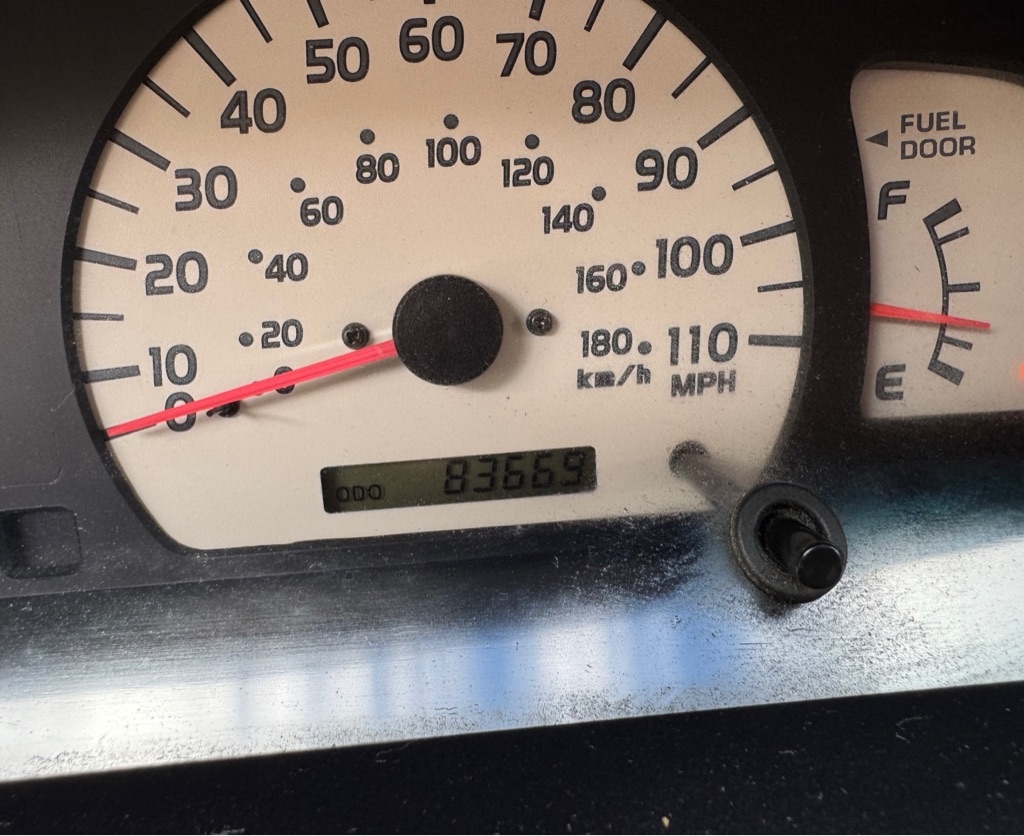 50 60 70
40 80
80 100 120
30 60 140 90
20 40 160 100
20 180 110
10 km/h MPH
0
0
ODO 83669
◀ FUEL
DOOR
F
E